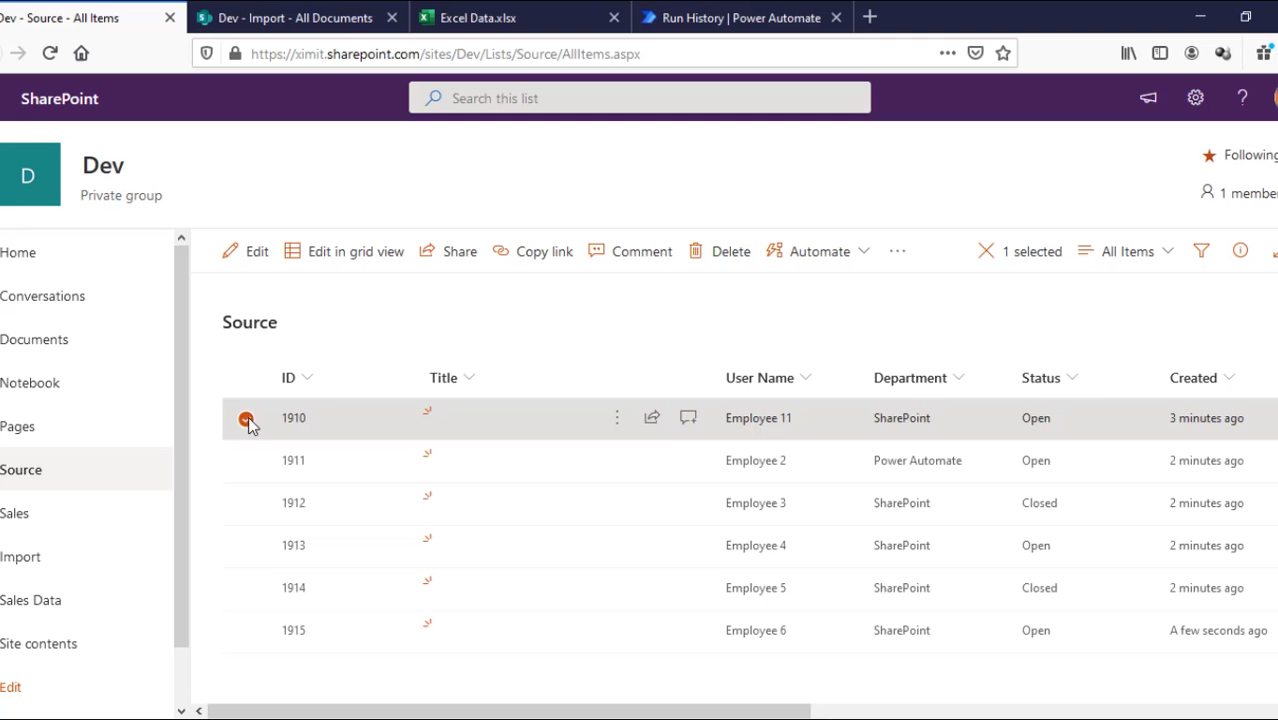 Dev - Source - All Items
Dev - Import - All Documents
Excel Data.xlsx
Run History | Power Automate
https://ximit.sharepoint.com/sites/Dev/Lists/Source/AllItems.aspx
SharePoint
Search this list
D
Dev
Private group
Following
1 member
Home
Conversations
Documents
Notebook
Pages
Source
Sales
Import
Sales Data
Site contents
Edit
Edit Edit in grid view Share Copy link Comment Delete Automate ··· 1 selected All Items
Source
ID Title User Name Department Status Created
1910 Employee 11 SharePoint Open 3 minutes ago
1911 Employee 2 Power Automate Open 2 minutes ago
1912 Employee 3 SharePoint Closed 2 minutes ago
1913 Employee 4 SharePoint Open 2 minutes ago
1914 Employee 5 SharePoint Closed 2 minutes ago
1915 Employee 6 SharePoint Open A few seconds ago